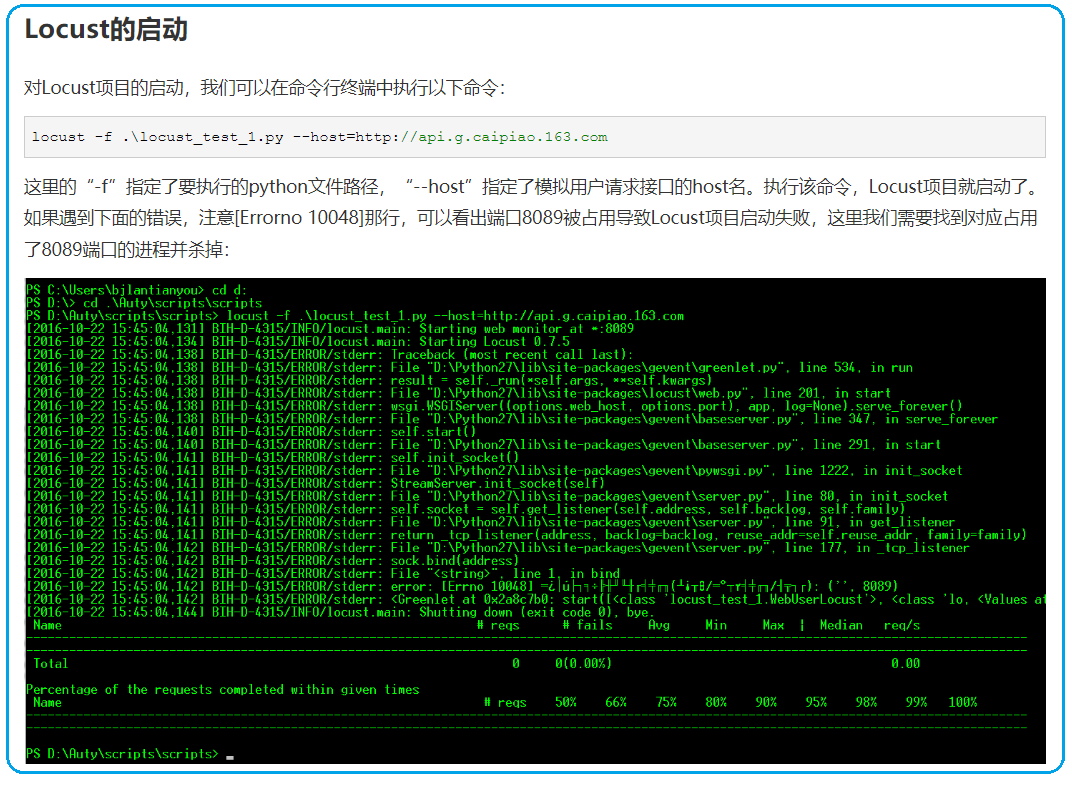 Locust的启动
对Locust项目的启动，我们可以在命令行终端中执行以下命令：
locust -f .\locust_test_1.py --host=http://api.g.caipiao.163.com
这里的“-f”指定了要执行的python文件路径，“--host”指定了模拟用户请求接口的host名。执行该命令，Locust项目就启动了。
如果遇到下面的错误，注意[Errorno 10048]那行，可以看出端口8089被占用导致Locust项目启动失败，这里我们需要找到对应占用
了8089端口的进程并杀掉：
PS C:\Users\bjlantianyou> cd d:
PS D:\> cd .\Auty\scripts\scripts
PS D:\Auty\scripts\scripts> locust -f .\locust_test_1.py --host=http://api.g.caipiao.163.com
[2016-10-22 15:45:04,131] BIH-D-4315/INFO/locust.main: Starting web monitor at *:8089
[2016-10-22 15:45:04,134] BIH-D-4315/INFO/locust.main: Starting Locust 0.7.5
[2016-10-22 15:45:04,138] BIH-D-4315/ERROR/stderr: Traceback (most recent call last):
[2016-10-22 15:45:04,138] BIH-D-4315/ERROR/stderr: File "D:\Python27\lib\site-packages\gevent\greenlet.py", line 534, in run
[2016-10-22 15:45:04,138] BIH-D-4315/ERROR/stderr: result = self._run(*self.args, **self.kwargs)
[2016-10-22 15:45:04,138] BIH-D-4315/ERROR/stderr: File "D:\Python27\lib\site-packages\locust\web.py", line 201, in start
[2016-10-22 15:45:04,138] BIH-D-4315/ERROR/stderr: wsgi.WSGIServer((options.web_host, options.port), app, log=None).serve_forever()
[2016-10-22 15:45:04,138] BIH-D-4315/ERROR/stderr: File "D:\Python27\lib\site-packages\gevent\baseserver.py", line 347, in serve_forever
[2016-10-22 15:45:04,140] BIH-D-4315/ERROR/stderr: self.start()
[2016-10-22 15:45:04,140] BIH-D-4315/ERROR/stderr: File "D:\Python27\lib\site-packages\gevent\baseserver.py", line 291, in start
[2016-10-22 15:45:04,141] BIH-D-4315/ERROR/stderr: self.init_socket()
[2016-10-22 15:45:04,141] BIH-D-4315/ERROR/stderr: File "D:\Python27\lib\site-packages\gevent\pywsgi.py", line 1222, in init_socket
[2016-10-22 15:45:04,141] BIH-D-4315/ERROR/stderr: StreamServer.init_socket(self)
[2016-10-22 15:45:04,141] BIH-D-4315/ERROR/stderr: File "D:\Python27\lib\site-packages\gevent\server.py", line 80, in init_socket
[2016-10-22 15:45:04,141] BIH-D-4315/ERROR/stderr: self.socket = self.get_listener(self.address, self.backlog, self.family)
[2016-10-22 15:45:04,141] BIH-D-4315/ERROR/stderr: File "D:\Python27\lib\site-packages\gevent\server.py", line 91, in get_listener
[2016-10-22 15:45:04,141] BIH-D-4315/ERROR/stderr: return _tcp_listener(address, backlog=backlog, reuse_addr=self.reuse_addr, family=family)
[2016-10-22 15:45:04,142] BIH-D-4315/ERROR/stderr: File "D:\Python27\lib\site-packages\gevent\server.py", line 177, in _tcp_listener
[2016-10-22 15:45:04,142] BIH-D-4315/ERROR/stderr: sock.bind(address)
[2016-10-22 15:45:04,142] BIH-D-4315/ERROR/stderr: File "<string>", line 1, in bind
[2016-10-22 15:45:04,142] BIH-D-4315/ERROR/stderr: error: [Errno 10048] : ('', 8089)
[2016-10-22 15:45:04,142] BIH-D-4315/ERROR/stderr: <Greenlet at 0x2a8c7b0: start([<class 'locust_test_1.WebUserLocust'>, <class 'lo, <Values at
[2016-10-22 15:45:04,144] BIH-D-4315/INFO/locust.main: Shutting down (exit code 0), bye.
Name # reqs # fails Avg Min Max | Median req/s
Total 0 0(0.00%) 0.00
Percentage of the requests completed within given times
Name # reqs 50% 66% 75% 80% 90% 95% 98% 99% 100%
PS D:\Auty\scripts\scripts> _